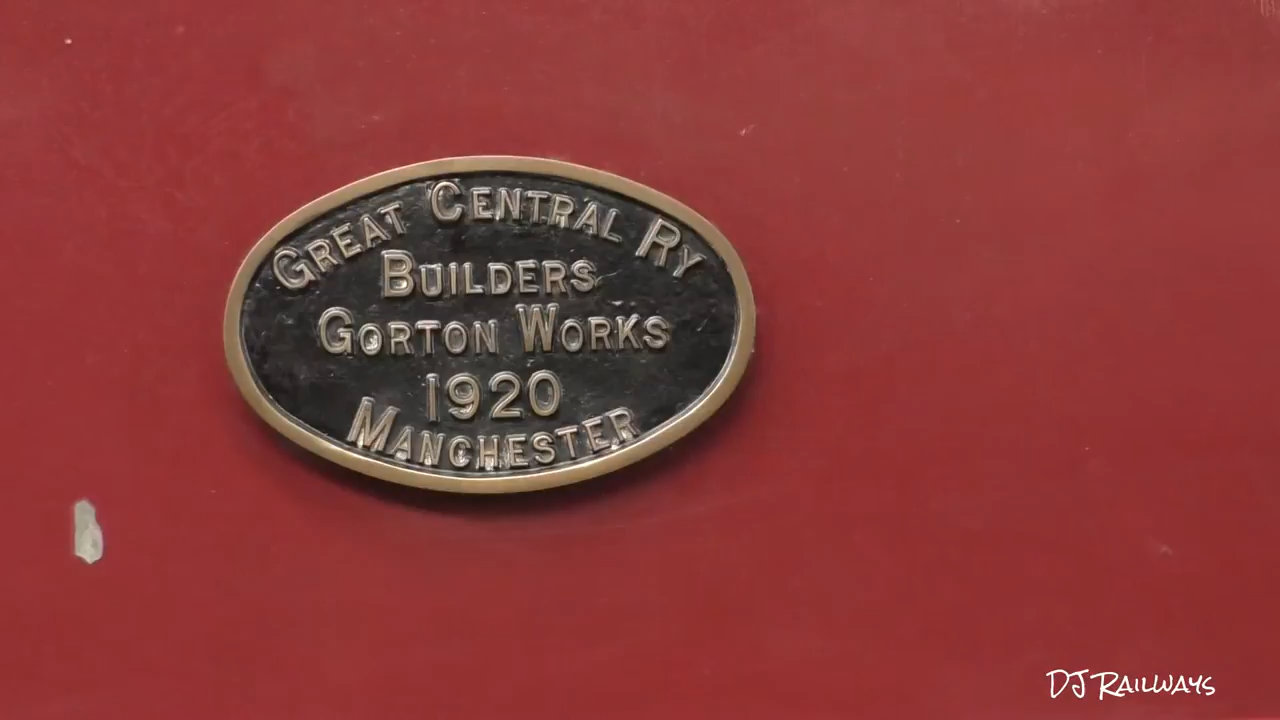 GREAT CENTRAL RY
BUILDERS
GORTON WORKS
1920
MANCHESTER
DJ RAILWAYS